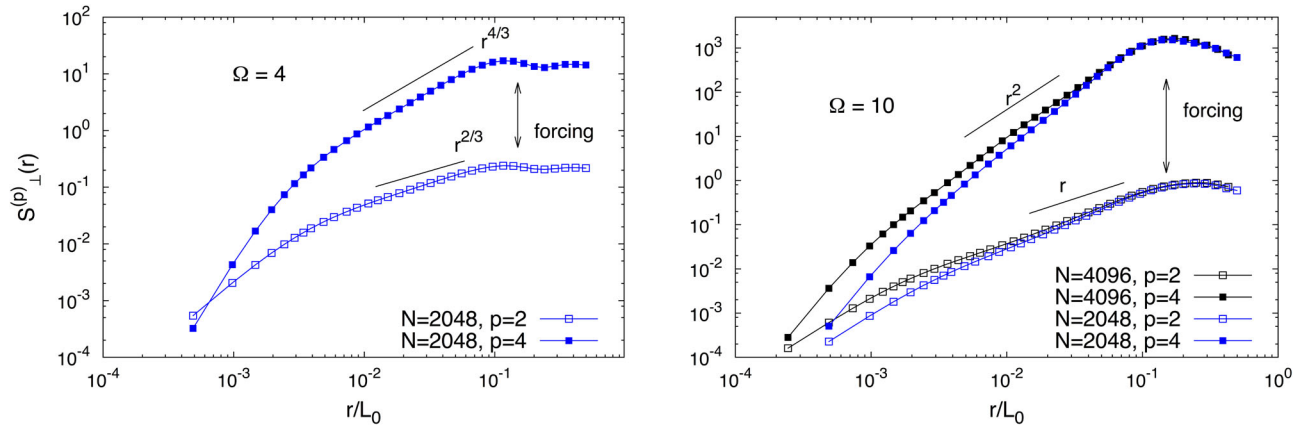 10^2
10^1
10^0
10^-1
10^-2
10^-3
10^-4
S^(p)_⊥(r)
Ω = 4
r^4/3
r^2/3
forcing
N=2048, p=2
N=2048, p=4
10^-4
10^-3
10^-2
10^-1
r/L_0
10^3
10^2
10^1
10^0
10^-1
10^-2
10^-3
10^-4
Ω = 10
r^2
r
forcing
N=4096, p=2
N=4096, p=4
N=2048, p=2
N=2048, p=4
10^-4
10^-3
10^-2
10^-1
10^0
r/L_0